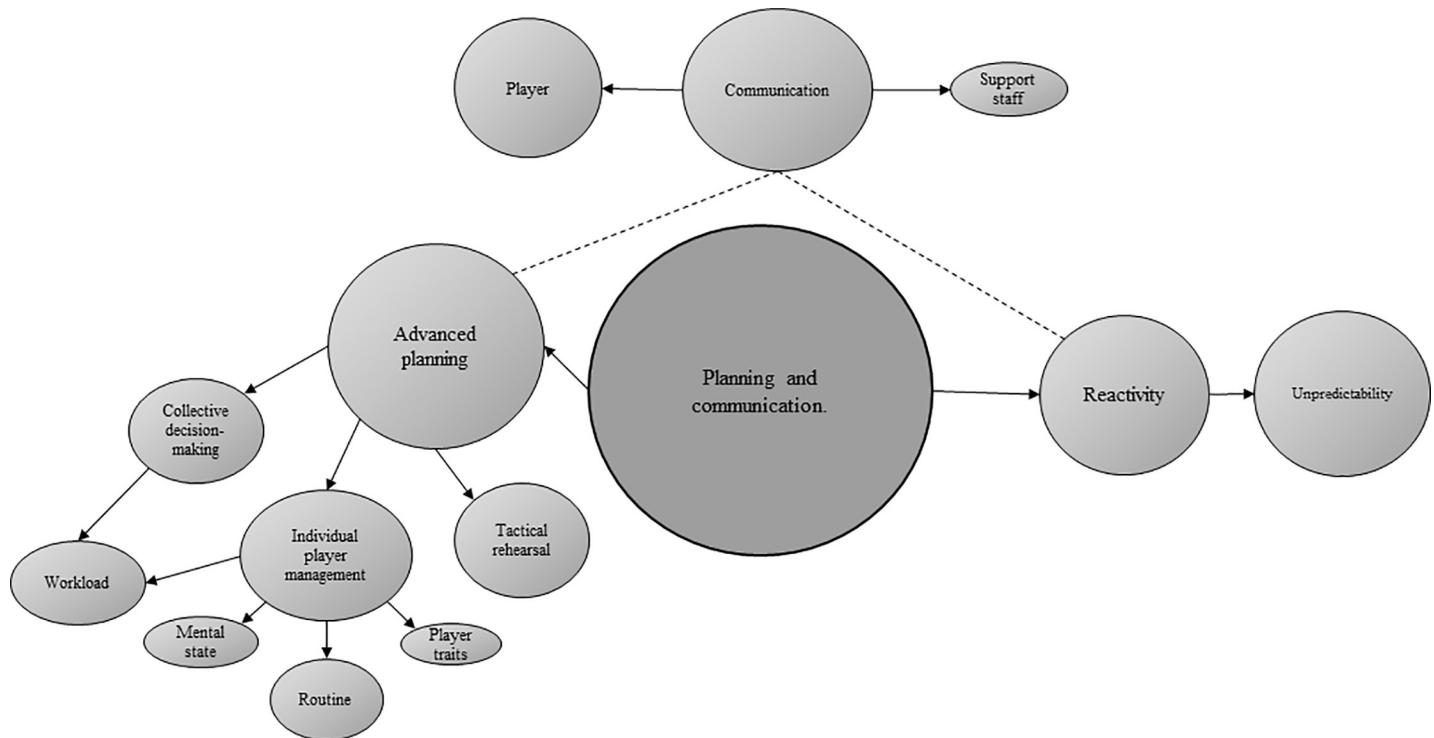 Player
Communication
Support
staff
Advanced
planning
Planning and
communication.
Reactivity
Unpredictability
Collective
decision-
making
Individual
player
management
Tactical
rehearsal
Workload
Mental
state
Player
traits
Routine